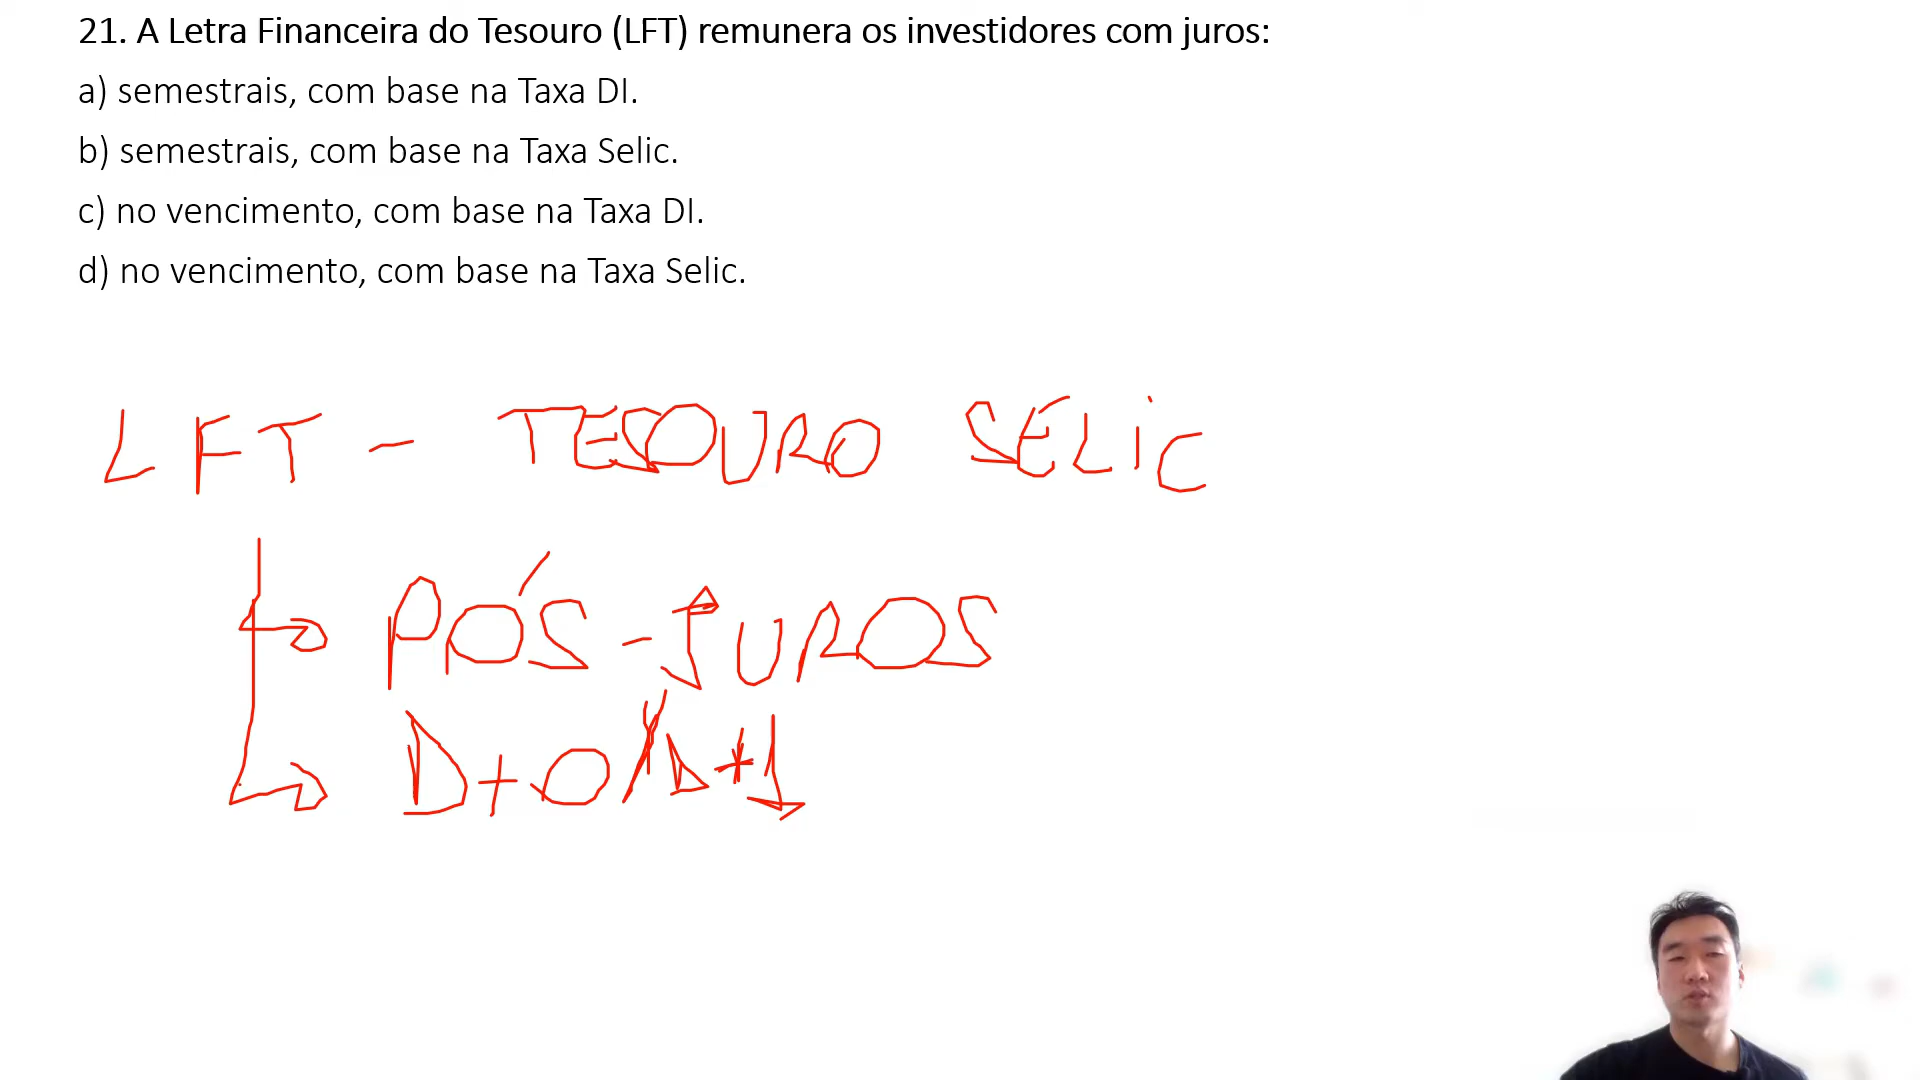 21. A Letra Financeira do Tesouro (LFT) remunera os investidores com juros:
a) semestrais, com base na Taxa DI.
b) semestrais, com base na Taxa Selic.
c) no vencimento, com base na Taxa DI.
d) no vencimento, com base na Taxa Selic.
LFT - TESOURO SELIC
PÓS - JUROS
D+0/D+1